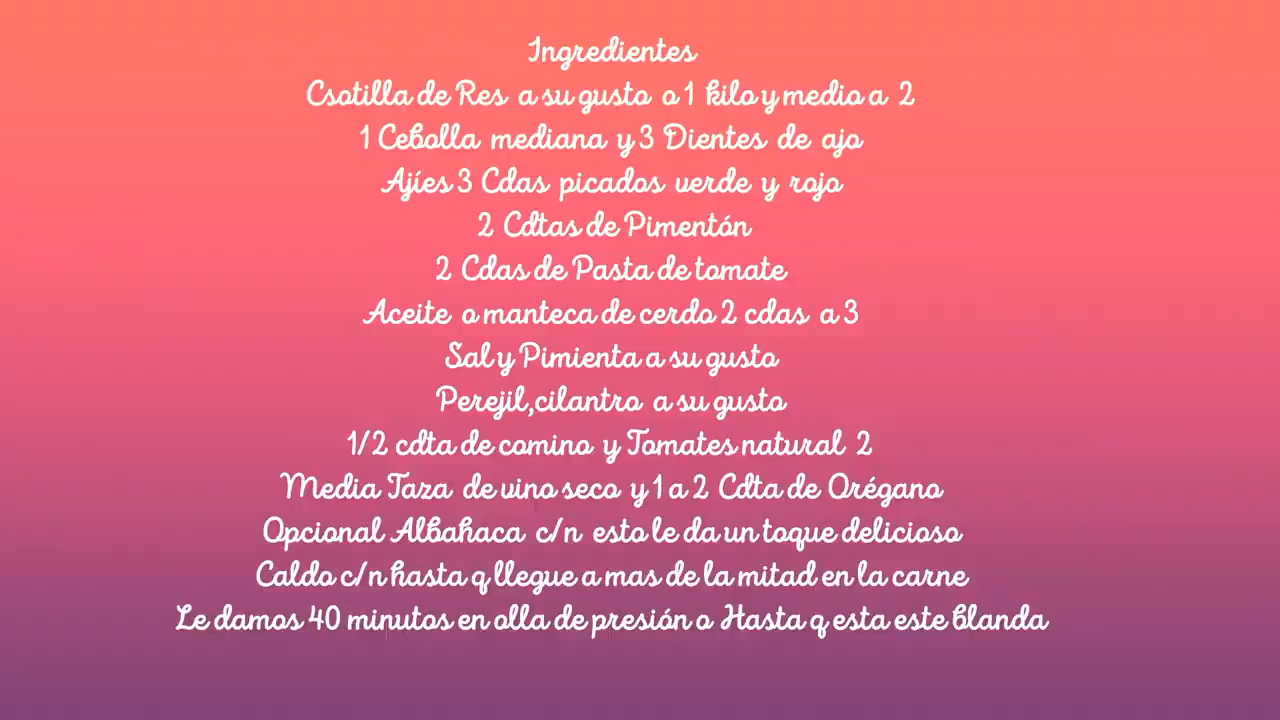 Ingredientes
Csotilla de Res a su gusto o 1 kilo y medio a 2
1 Cebolla mediana y 3 Dientes de ajo
Ajíes 3 Cdas picados verde y rojo
2 Cdtas de Pimentón
2 Cdas de Pasta de tomate
Aceite o manteca de cerdo 2 cdas a 3
Sal y Pimienta a su gusto
Perejil,cilantro a su gusto
1/2 cdta de comino y Tomates natural 2
Media Taza de vino seco y 1 a 2 Cdta de Orégano
Opcional Albahaca c/n esto le da un toque delicioso
Caldo c/n hasta q llegue a mas de la mitad en la carne
Le damos 40 minutos en olla de presión o Hasta q esta este blanda